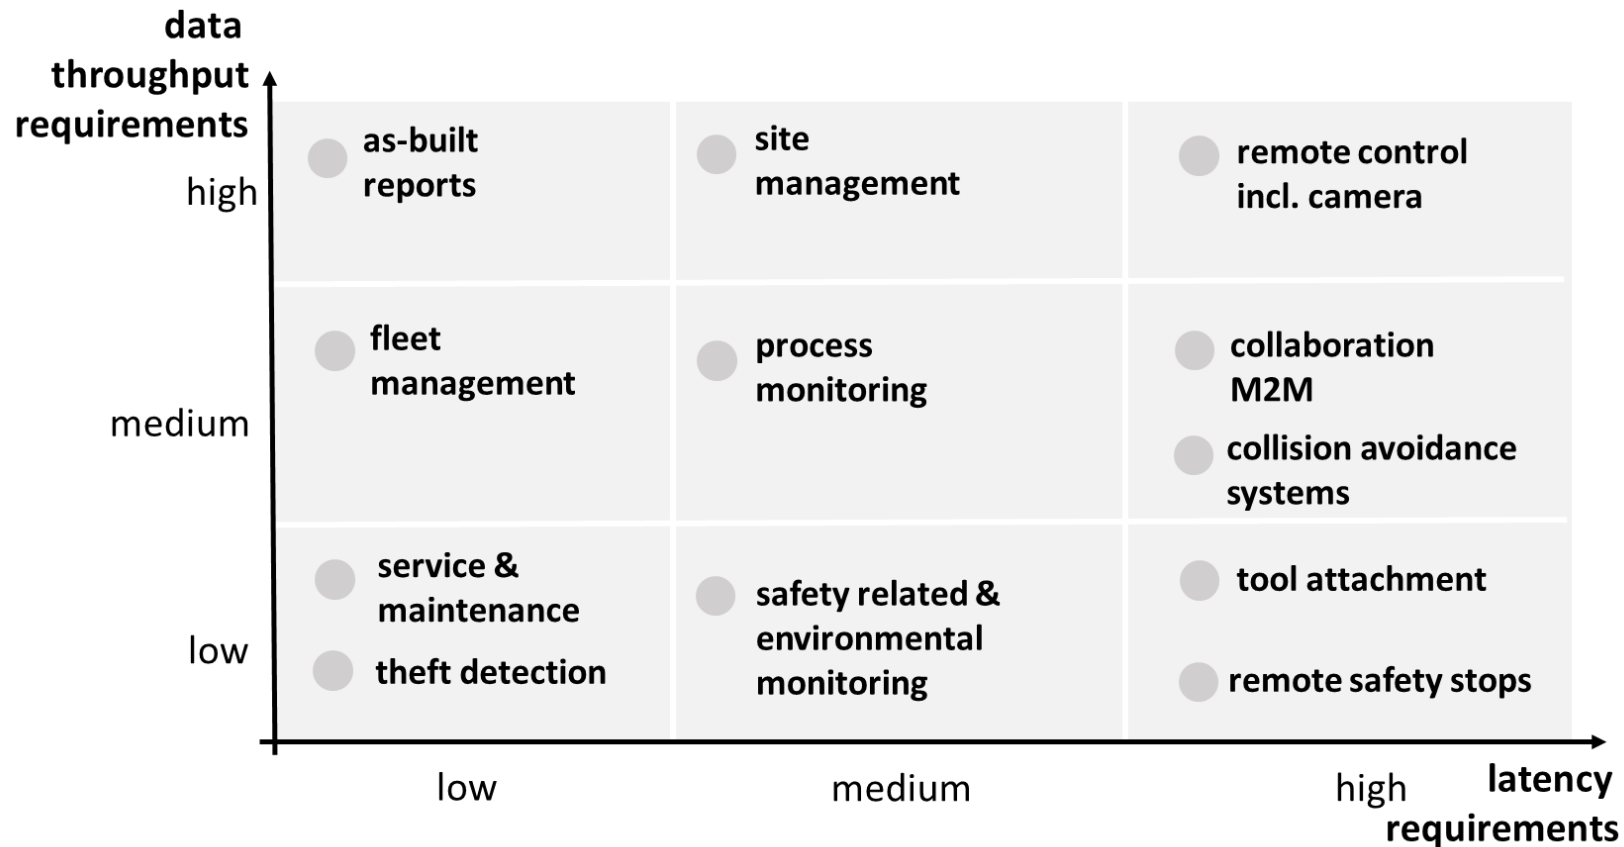 data
throughput
requirements
high
as-built
reports
site
management
remote control
incl. camera
medium
fleet
management
process
monitoring
collaboration
M2M
collision avoidance
systems
low
service &
maintenance
theft detection
safety related &
environmental
monitoring
tool attachment
remote safety stops
low
medium
high
latency
requirements